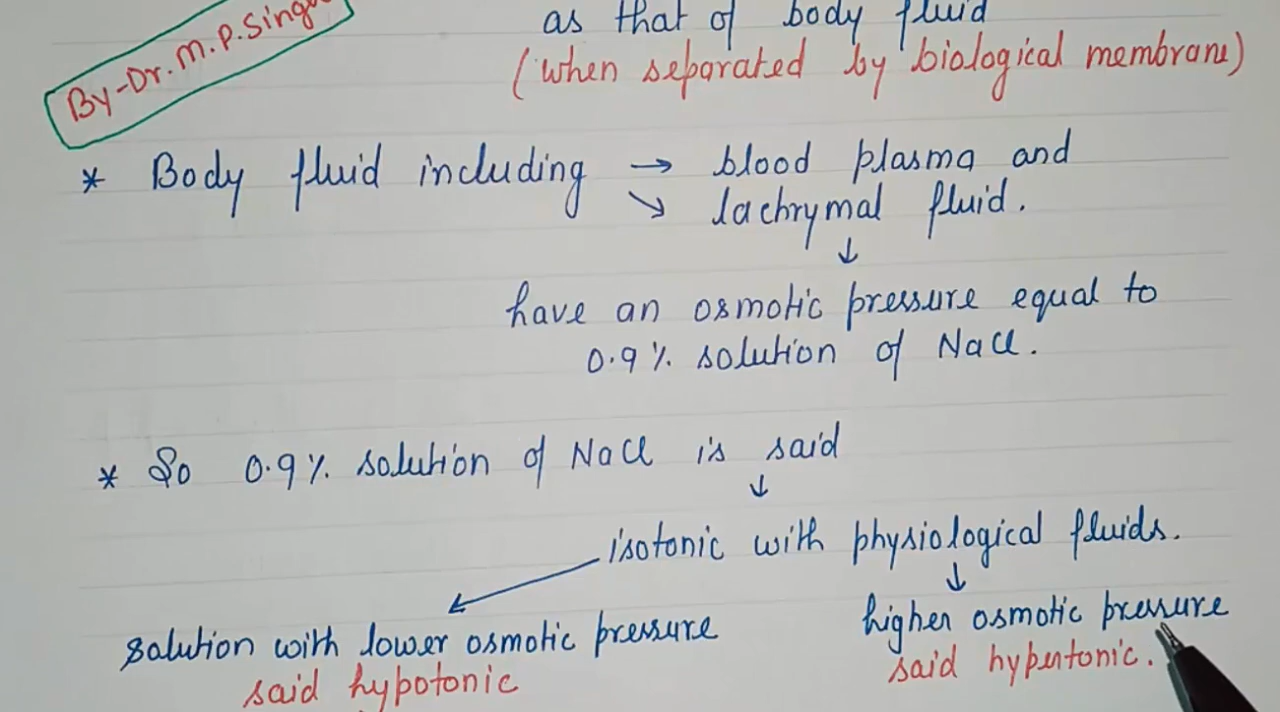 By-Dr. M.P. Singh
as that of body fluid
(when separated by biological membrane)
* Body fluid including → blood plasma and
↘ lachrymal fluid.
↓
have an osmotic pressure equal to
0.9% solution of NaCl.
* So 0.9% solution of NaCl is said
↓
isotonic with physiological fluids.
↓
solution with lower osmotic pressure
said hypotonic
higher osmotic pressure
said hypertonic.